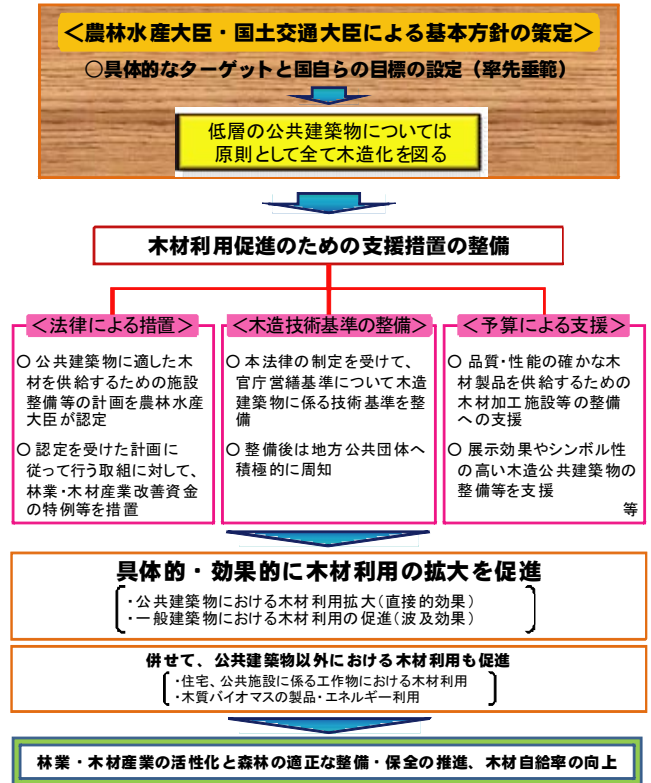 ＜農林水産大臣・国土交通大臣による基本方針の策定＞
○具体的なターゲットと国自らの目標の設定（率先垂範）
低層の公共建築物については
原則として全て木造化を図る
木材利用促進のための支援措置の整備
＜法律による措置＞
○ 公共建築物に適した木
材を供給するための施設
整備等の計画を農林水産
大臣が認定
○ 認定を受けた計画に
従って行う取組に対して、
林業・木材産業改善資金
の特例等を措置
＜木造技術基準の整備＞
○ 本法律の制定を受けて、
官庁営繕基準について木造
建築物に係る技術基準を整
備
○ 整備後は地方公共団体へ
積極的に周知
＜予算による支援＞
○ 品質・性能の確かな木
材製品を供給するための
木材加工施設等の整備
への支援
○ 展示効果やシンボル性
の高い木造公共建築物の
整備等を支援
等
具体的・効果的に木材利用の拡大を促進
・公共建築物における木材利用拡大（直接的効果）
・一般建築物における木材利用の促進（波及効果）
併せて、公共建築物以外における木材利用も促進
・住宅、公共施設に係る工作物における木材利用
・木質バイオマスの製品・エネルギー利用
林業・木材産業の活性化と森林の適正な整備・保全の推進、木材自給率の向上